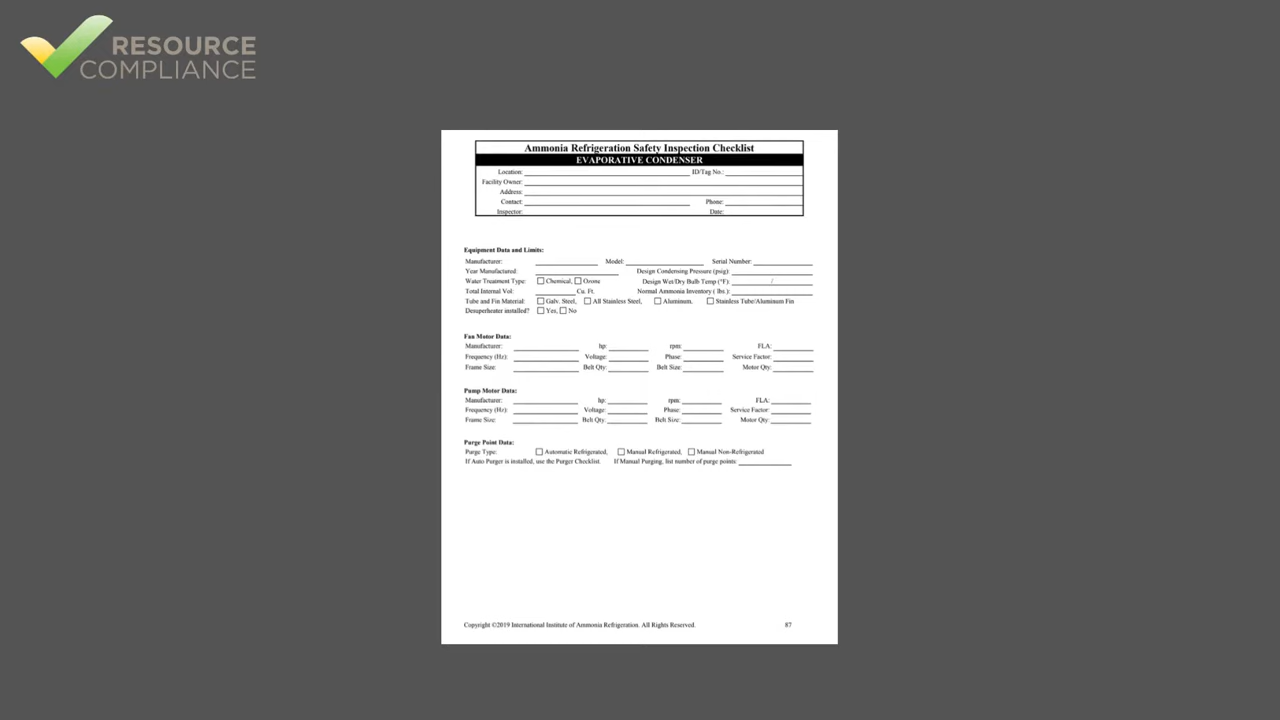 RESOURCE
COMPLIANCE
Ammonia Refrigeration Safety Inspection Checklist
EVAPORATIVE CONDENSER
Location: ID/Tag No.:
Facility Owner:
Address:
Contact: Phone:
Inspector: Date:
Equipment Data and Limits:
Manufacturer: Model: Serial Number:
Year Manufactured: Design Condensing Pressure (psig):
Water Treatment Type: Chemical, Ozone Design Wet/Dry Bulb Temp (°F): /
Total Internal Vol: Cu. Ft. Normal Ammonia Inventory ( lbs.):
Tube and Fin Material: Galv. Steel, All Stainless Steel, Aluminum, Stainless Tube/Aluminum Fin
Desuperheater installed? Yes, No
Fan Motor Data:
Manufacturer: hp: rpm: FLA:
Frequency (Hz): Voltage: Phase: Service Factor:
Frame Size: Belt Qty: Belt Size: Motor Qty:
Pump Motor Data:
Manufacturer: hp: rpm: FLA:
Frequency (Hz): Voltage: Phase: Service Factor:
Frame Size: Belt Qty: Belt Size: Motor Qty:
Purge Point Data:
Purge Type: Automatic Refrigerated, Manual Refrigerated, Manual Non-Refrigerated
If Auto Purger is installed, use the Purger Checklist. If Manual Purging, list number of purge points:
Copyright ©2019 International Institute of Ammonia Refrigeration. All Rights Reserved. 87